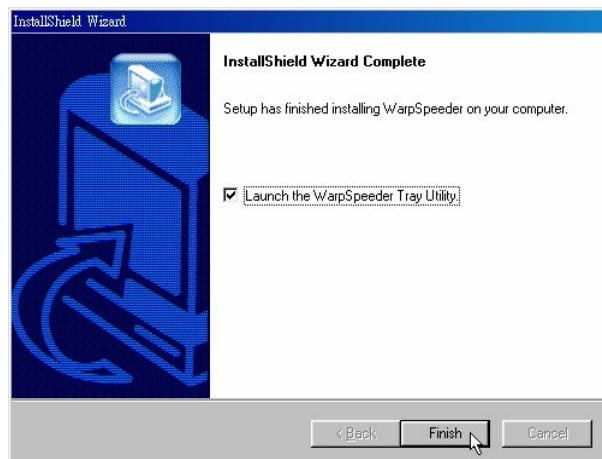 InstallShield Wizard
InstallShield Wizard Complete
Setup has finished installing WarpSpeeder on your computer.
Launch the WarpSpeeder Tray Utility.
< Back
Finish
Cancel